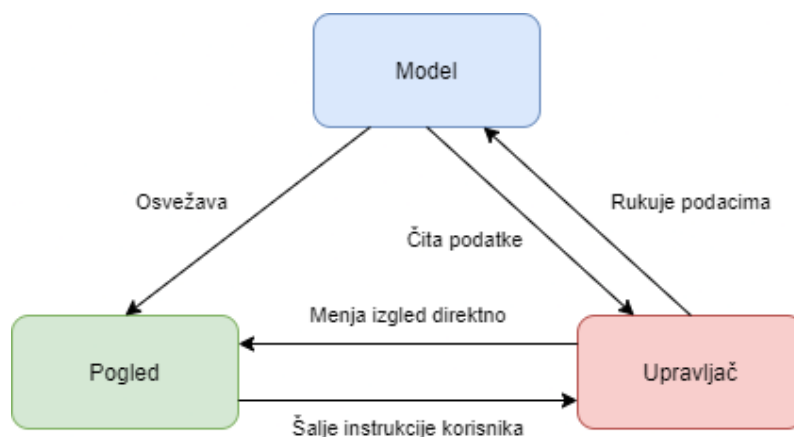 Model
Osvežava
Rukuje podacima
Čita podatke
Menja izgled direktno
Pogled
Upravljač
Šalje instrukcije korisnika